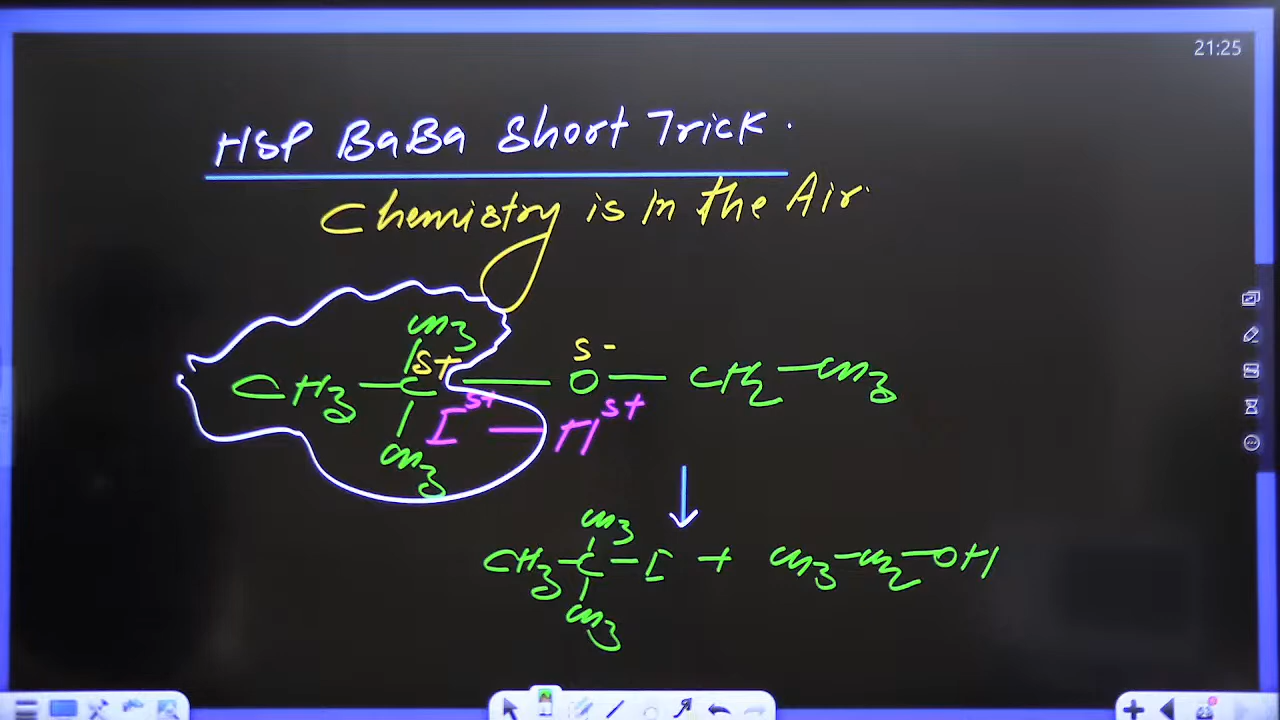 21:25
HSP BaBa Short Trick.
Chemistry is in the Air.
CH3
δ+ δ-
CH3 — C — O — CH2 — CH3
δ+ δ+
I — H
CH3
CH3
CH3 — C — I + CH3 — CH2 — OH
CH3